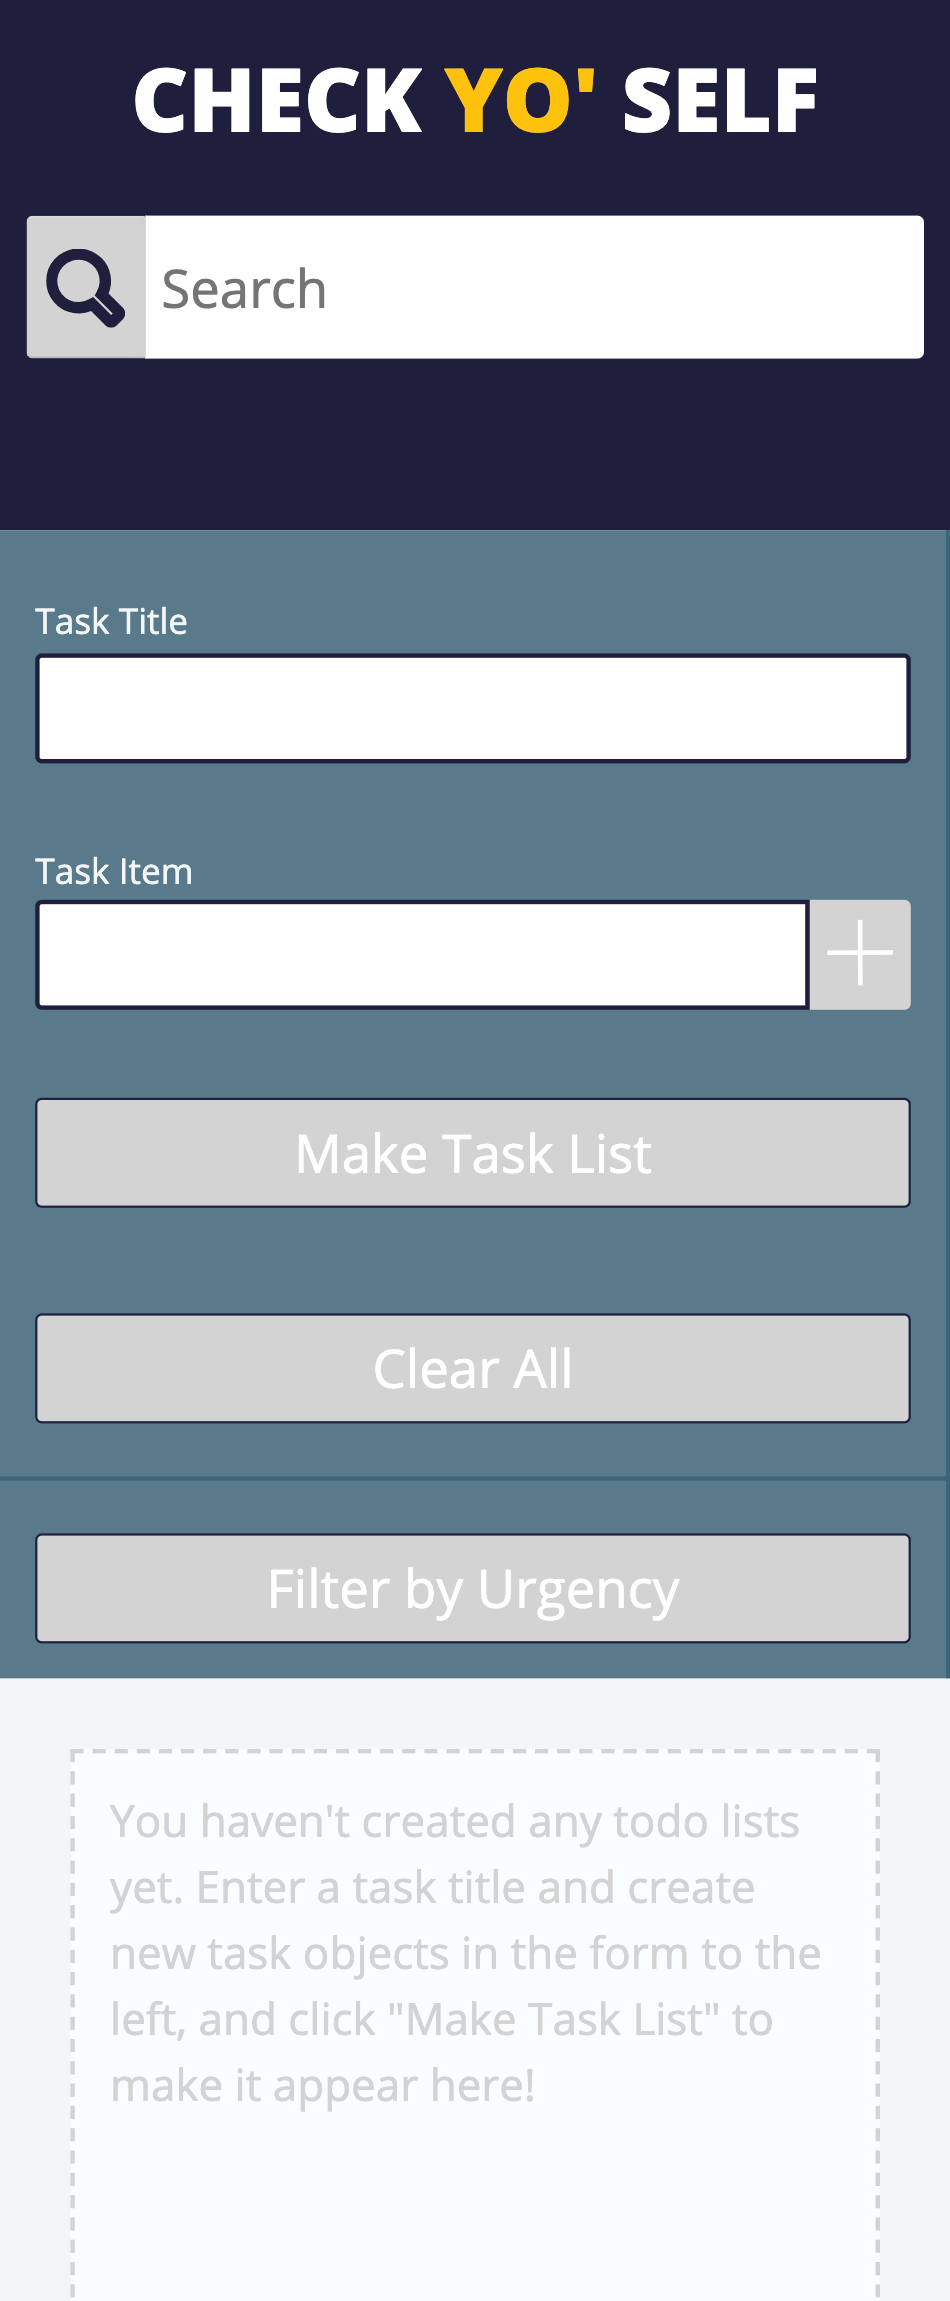 CHECK YO' SELF
Search
Task Title
Task Item
Make Task List
Clear All
Filter by Urgency
You haven't created any todo lists
yet. Enter a task title and create
new task objects in the form to the
left, and click "Make Task List" to
make it appear here!